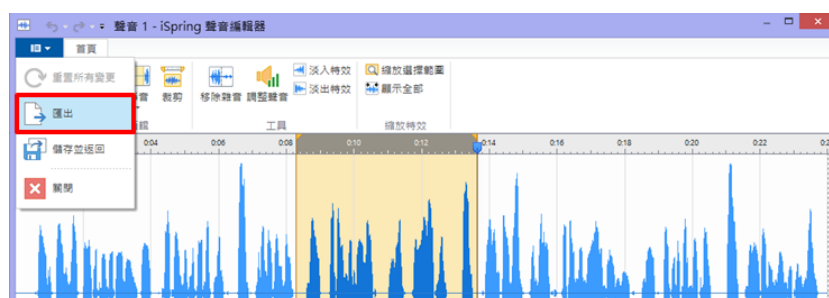 聲音 1 - iSpring 聲音編輯器
首頁
重置所有變更
匯出
儲存並返回
關閉
音
裁剪
移除雜音
調整聲音
淡入特效
淡出特效
縮放選擇範圍
顯示全部
工具
縮放特效
0:04 0:06 0:08 0:10 0:12 0:14 0:16 0:18 0:20 0:22